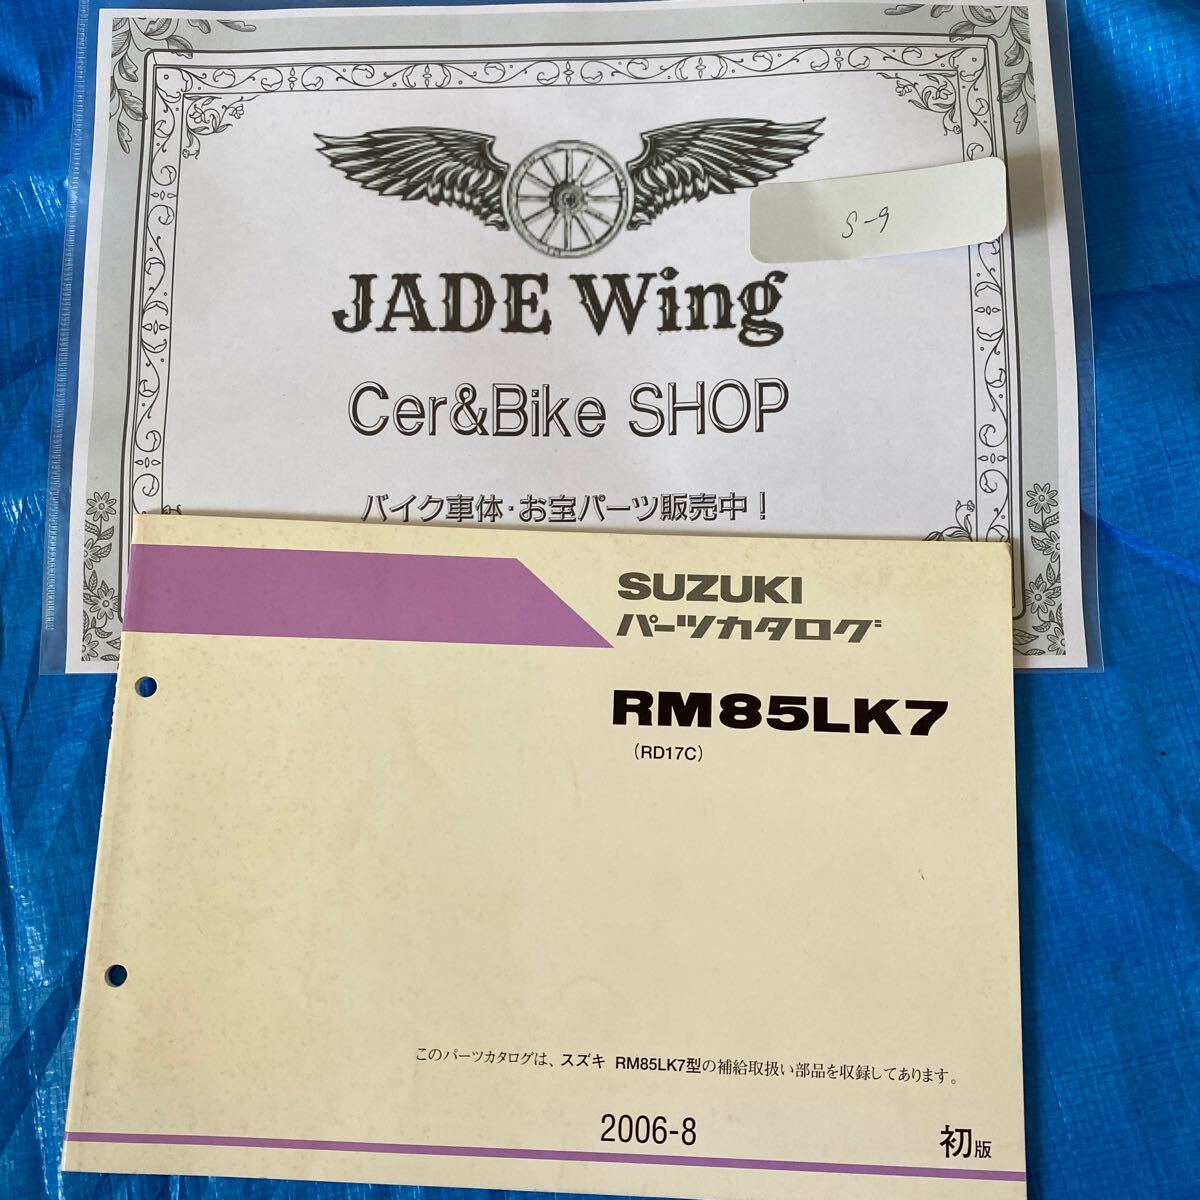 S-9
JADE Wing
Cer&Bike SHOP
バイク車体・お宝パーツ販売中！
SUZUKI
パーツカタログ
RM85LK7
(RD17C)
このパーツカタログは、スズキ RM85LK7型の補給取扱い部品を収録してあります。
2006-8
初版